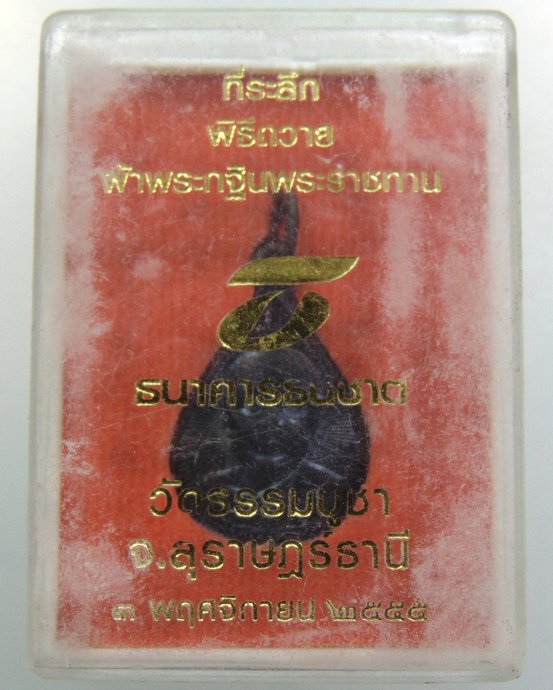 ที่ระลึก
พิธีถวาย
ผ้าพระกฐินพระราชทาน
ธนาคารธนชาต
วัดธรรมบูชา
จ.สุราษฎร์ธานี
๓ พฤศจิกายน ๒๕๕๕